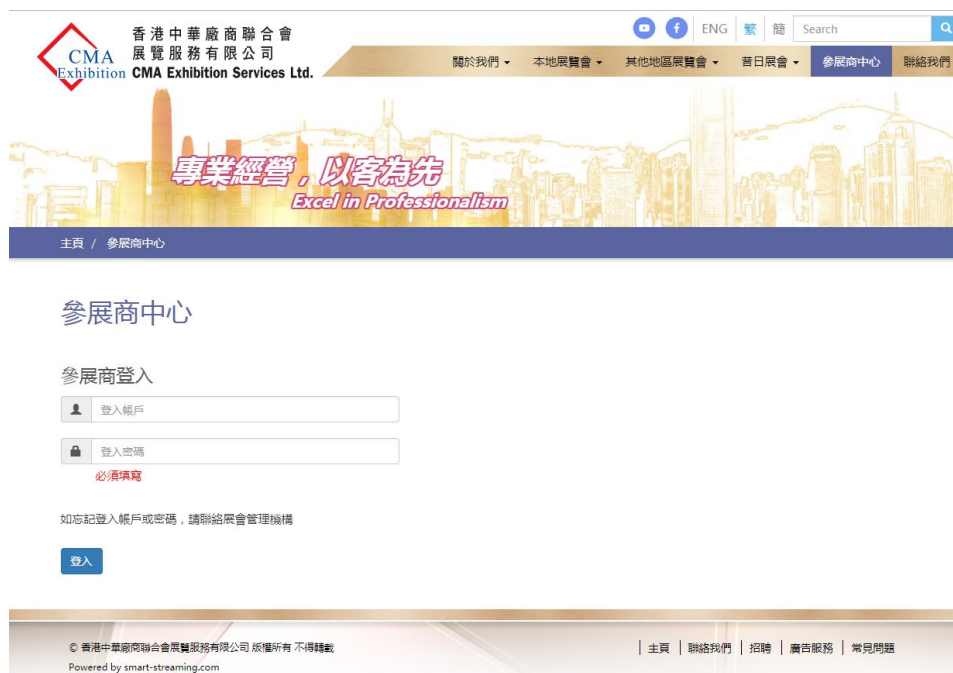 香港中華廠商聯合會
展覽服務有限公司
CMA Exhibition
CMA Exhibition Services Ltd.
ENG 繁 簡 Search
關於我們 本地展覽會 其他地區展覽會 昔日展會 參展商中心 聯絡我們
專業經營，以客為先
Excel in Professionalism
主頁 / 參展商中心
參展商中心
參展商登入
登入帳戶
登入密碼
必須填寫
如忘記登入帳戶或密碼，請聯絡展會管理機構
登入
© 香港中華廠商聯合會展覽服務有限公司 版權所有 不得轉載
| 主頁 | 聯絡我們 | 招聘 | 廣告服務 | 常見問題
Powered by smart-streaming.com